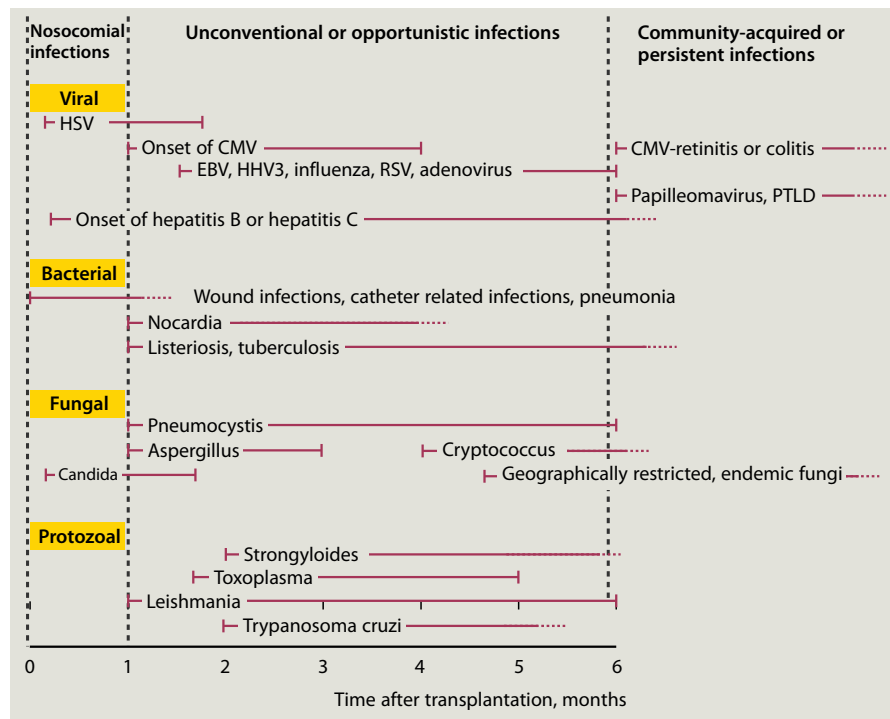 Nosocomial
infections
Unconventional or opportunistic infections
Community-acquired or
persistent infections
Viral
HSV
Onset of CMV
CMV-retinitis or colitis
EBV, HHV3, influenza, RSV, adenovirus
Papilleomavirus, PTLD
Onset of hepatitis B or hepatitis C
Bacterial
Wound infections, catheter related infections, pneumonia
Nocardia
Listeriosis, tuberculosis
Fungal
Pneumocystis
Aspergillus
Cryptococcus
Candida
Geographically restricted, endemic fungi
Protozoal
Strongyloides
Toxoplasma
Leishmania
Trypanosoma cruzi
0 1 2 3 4 5 6
Time after transplantation, months